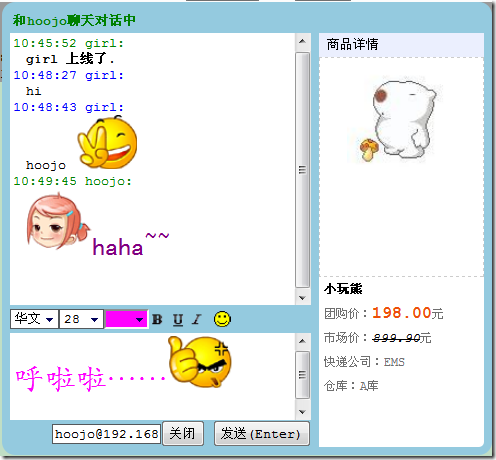 和hoojo聊天对话中
10:45:52 girl:
girl 上线了.
10:48:27 girl:
hi
10:48:43 girl:
hoojo
10:49:45 hoojo:
haha~~
华文 28 B U I
呼啦啦……
hoojo@192.168 关闭 发送(Enter)
商品详情
小玩熊
团购价：198.00元
市场价：899.90元
快递公司：EMS
仓库：A库